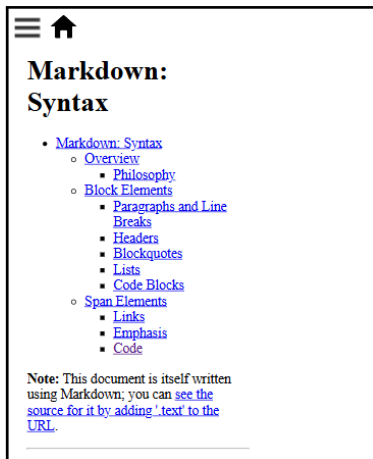 Markdown:
Syntax
Markdown: Syntax
Overview
Philosophy
Block Elements
Paragraphs and Line
Breaks
Headers
Blockquotes
Lists
Code Blocks
Span Elements
Links
Emphasis
Code
Note: This document is itself written
using Markdown; you can see the
source for it by adding '.text' to the
URL.